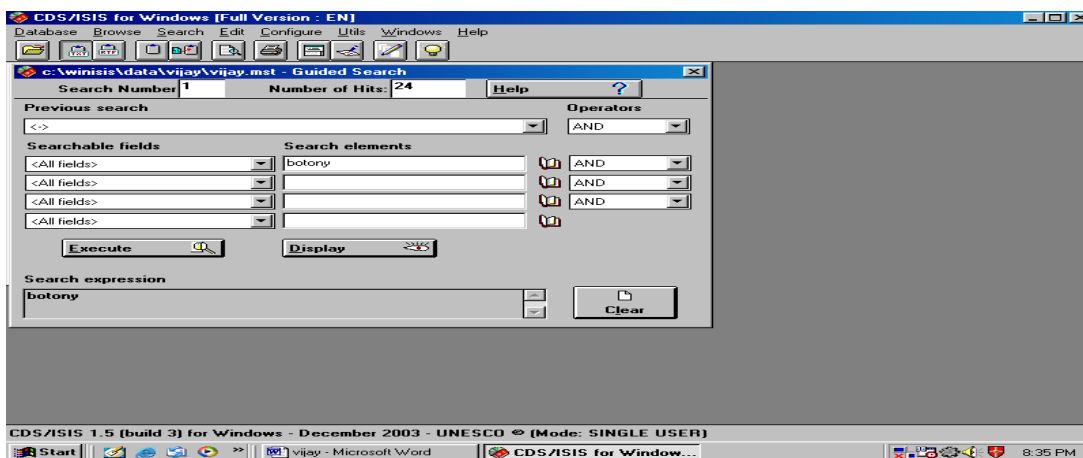 CDS/ISIS for Windows [Full Version : EN]
Database Browse Search Edit Configure Utils Windows Help
c:\winisis\data\vijay\vijay.mst - Guided Search
Search Number 1 Number of Hits: 24 Help ?
Previous search Operators
<-> AND
Searchable fields Search elements
<All fields> botony AND
<All fields> AND
<All fields> AND
<All fields>
Execute Display
Search expression
botony
Clear
CDS/ISIS 1.5 (build 3) for Windows - December 2003 - UNESCO © (Mode: SINGLE USER)
Start » vijay - Microsoft Word CDS/ISIS for Window... 8:35 PM